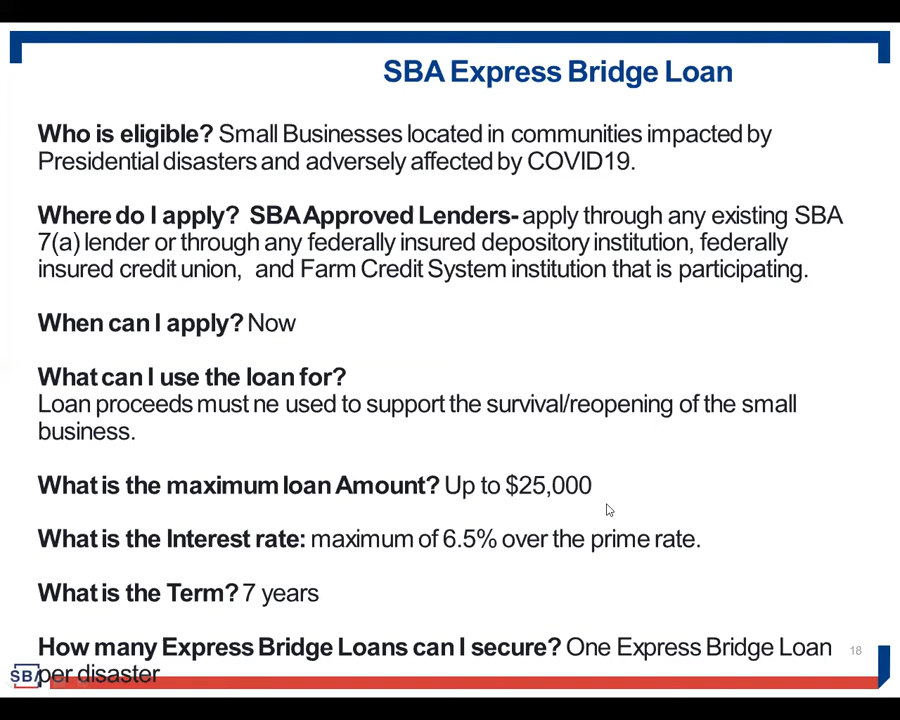 SBA Express Bridge Loan
Who is eligible? Small Businesses located in communities impacted by
Presidential disasters and adversely affected by COVID19.
Where do I apply?  SBA Approved Lenders- apply through any existing SBA
7(a) lender or through any federally insured depository institution, federally
insured credit union,  and Farm Credit System institution that is participating.
When can I apply? Now
What can I use the loan for?
Loan proceeds must ne used to support the survival/reopening of the small
business.
What is the maximum loan Amount? Up to $25,000
What is the Interest rate: maximum of 6.5% over the prime rate.
What is the Term? 7 years
How many Express Bridge Loans can I secure? One Express Bridge Loan
18
SBA per disaster